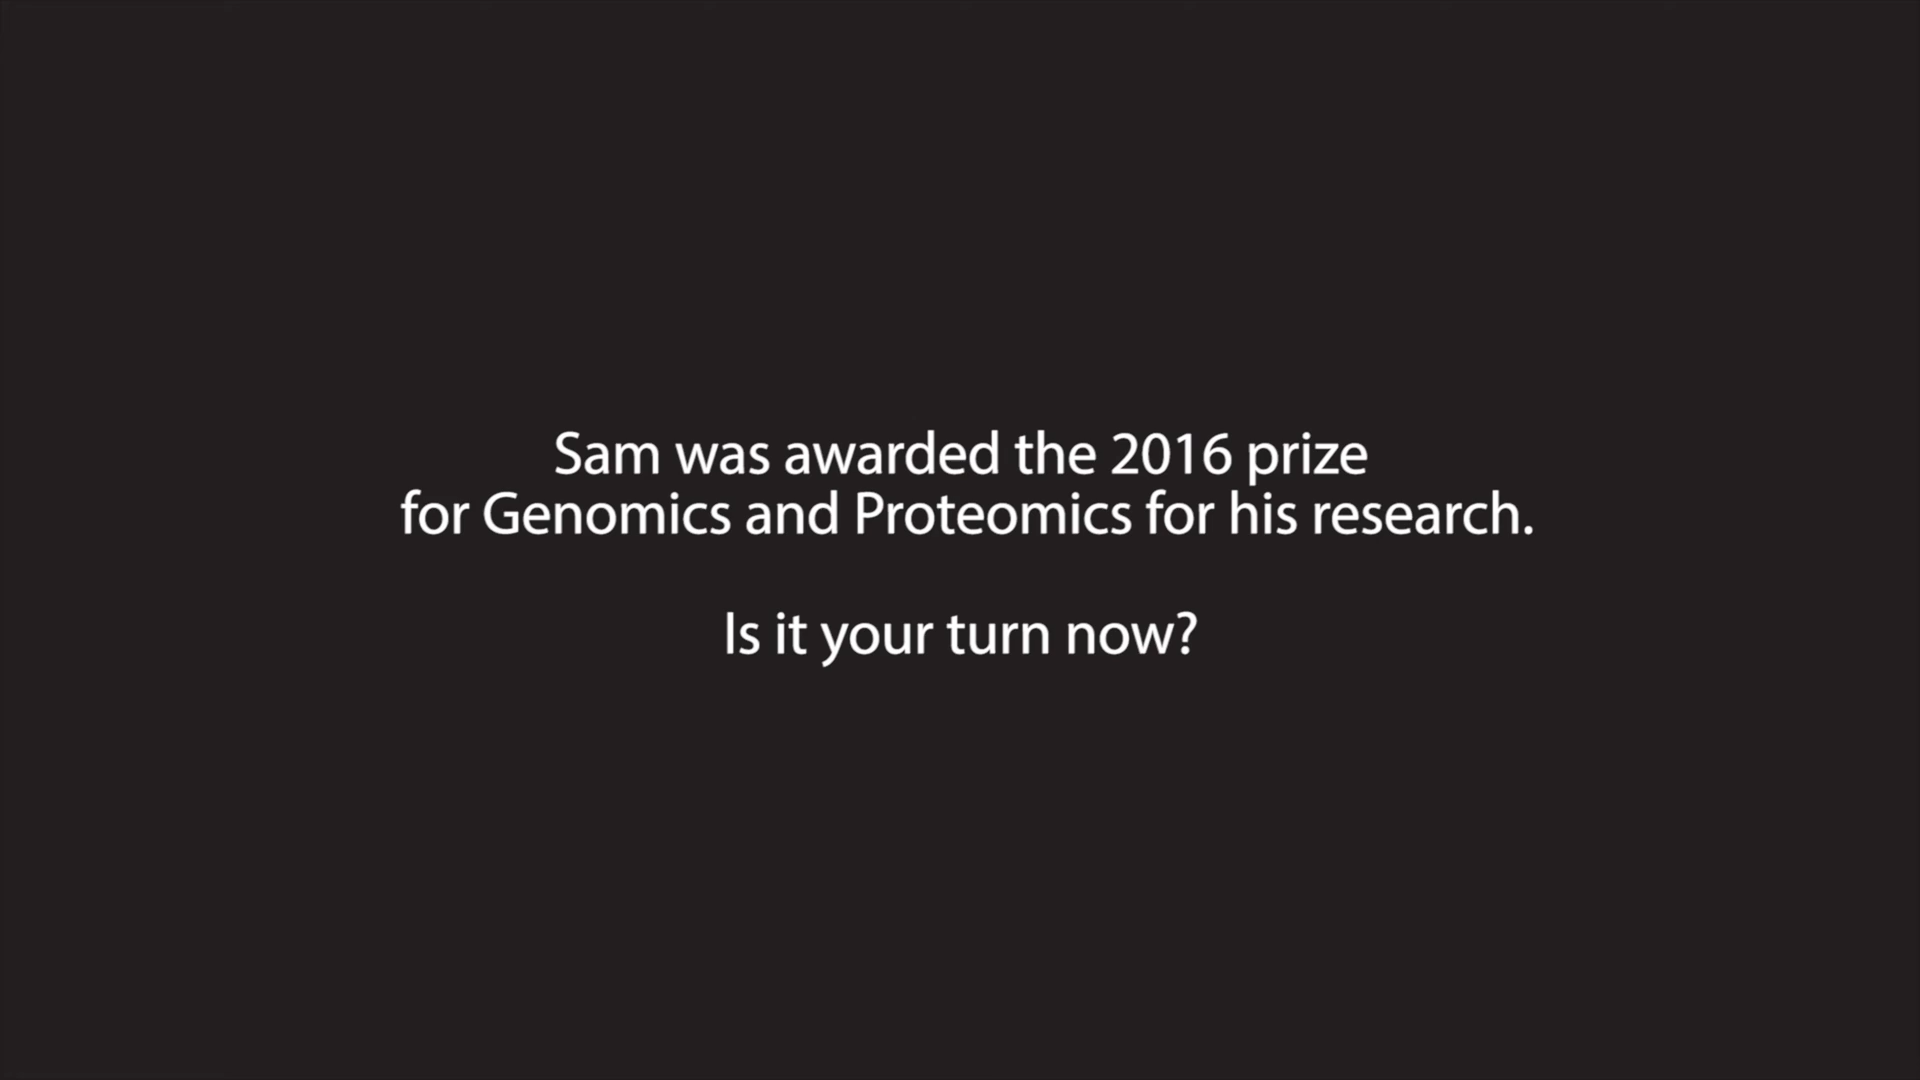 Sam was awarded the 2016 prize
for Genomics and Proteomics for his research.
Is it your turn now?